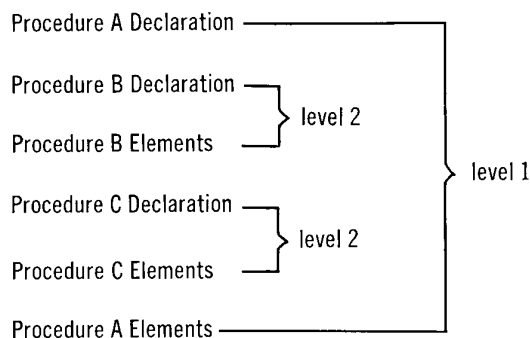 Procedure A Declaration
Procedure B Declaration
level 2
Procedure B Elements
level 1
Procedure C Declaration
level 2
Procedure C Elements
Procedure A Elements